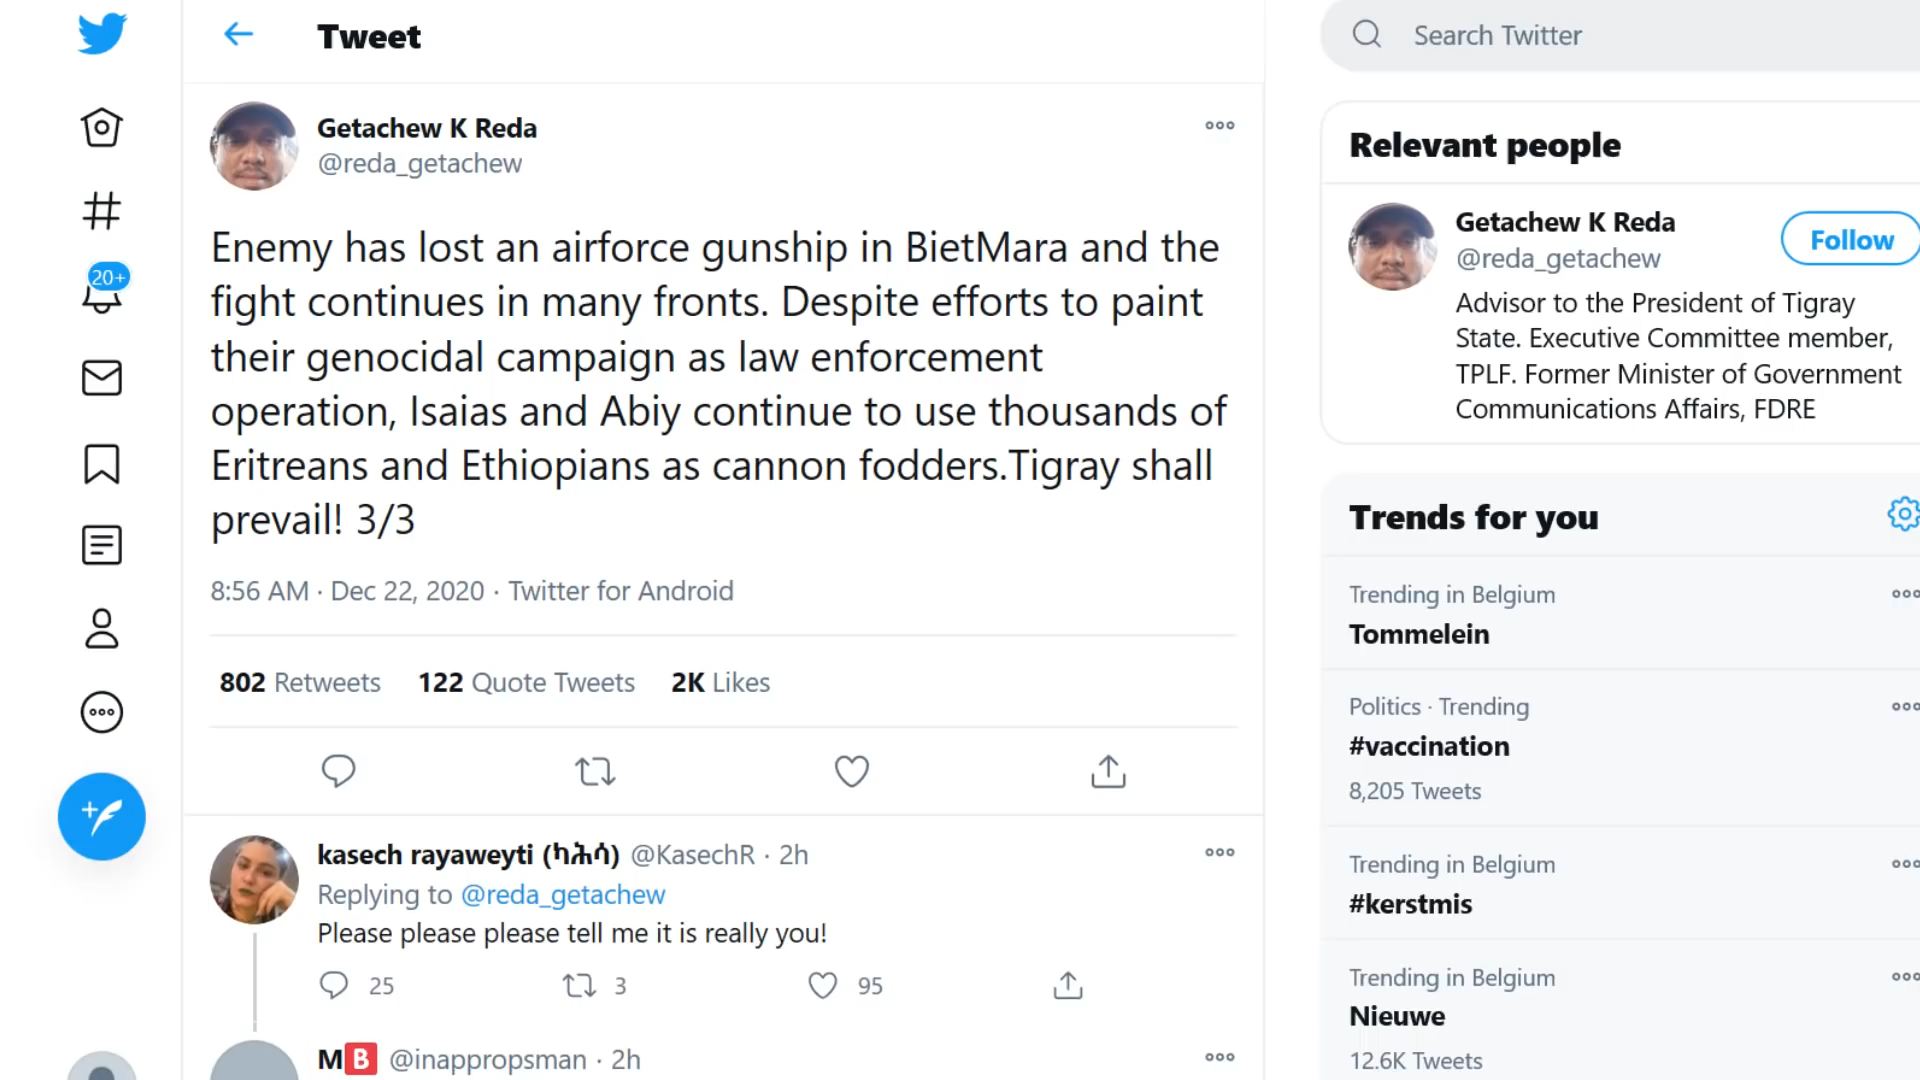 Tweet
Getachew K Reda
@reda_getachew
Enemy has lost an airforce gunship in BietMara and the
fight continues in many fronts. Despite efforts to paint
their genocidal campaign as law enforcement
operation, Isaias and Abiy continue to use thousands of
Eritreans and Ethiopians as cannon fodders.Tigray shall
prevail! 3/3
8:56 AM · Dec 22, 2020 · Twitter for Android
802 Retweets 122 Quote Tweets 2K Likes
kasech rayaweyti (ካሕሳ) @KasechR · 2h
Replying to @reda_getachew
Please please please tell me it is really you!
25 3 95
M🅱 @inappropsman · 2h
20+
Search Twitter
Relevant people
Getachew K Reda
@reda_getachew
Follow
Advisor to the President of Tigray
State. Executive Committee member,
TPLF. Former Minister of Government
Communications Affairs, FDRE
Trends for you
Trending in Belgium
Tommelein
Politics · Trending
#vaccination
8,205 Tweets
Trending in Belgium
#kerstmis
Trending in Belgium
Nieuwe
12.6K Tweets